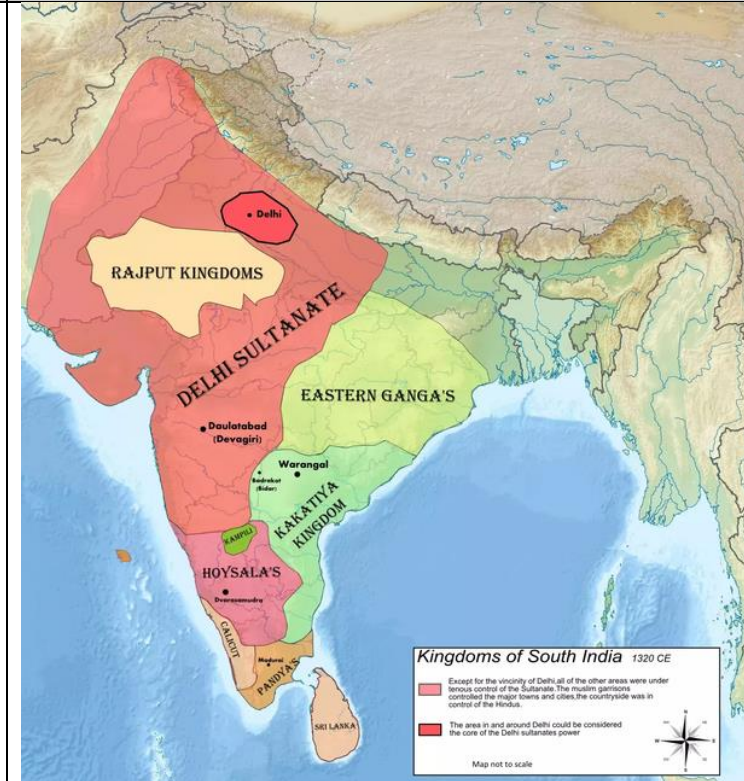 Delhi
RAJPUT KINGDOMS
DELHI SULTANATE
EASTERN GANGA'S
Daulatabad
(Devagiri)
Warangal
Badrakot
(Bidar)
KAKATIYA
KINGDOM
KAMPILI
HOYSALA'S
Dvarasamudra
CALICUT
Madurai
PANDYA'S
SRI LANKA
Kingdoms of South India 1320 CE
Except for the vincinity of Delhi,all of the other areas were under
tenous control of the Sultanate.The muslim garrisons
controlled the major towns and cities,the countryside was in
control of the Hindus.
The area in and around Delhi could be considered
the core of the Delhi sultanates power
Map not to scale
N
W
E
S